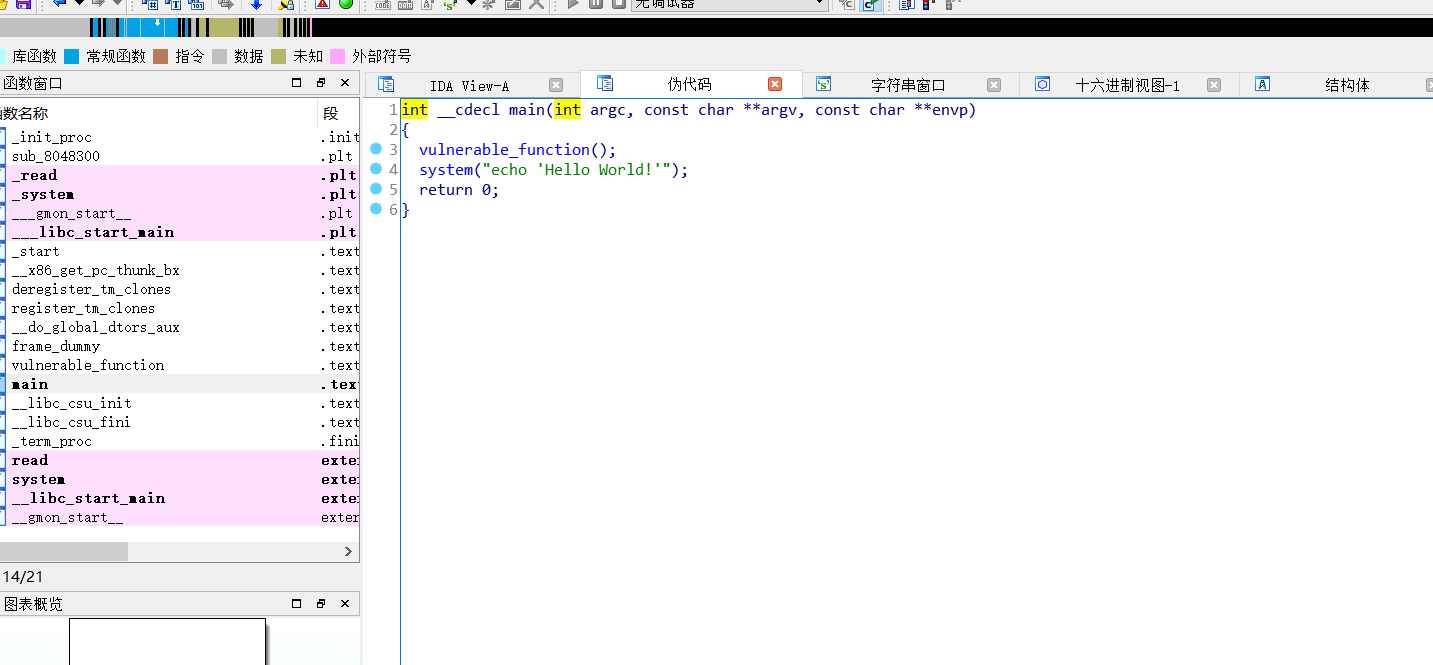 无调试器
库函数 常规函数 指令 数据 未知 外部符号
函数窗口
IDA View-A 伪代码 字符串窗口 十六进制视图-1 结构体
数名称 段
_init_proc .init
sub_8048300 .plt
_read .plt
_system .plt
___gmon_start__ .plt
___libc_start_main .plt
_start .text
__x86_get_pc_thunk_bx .text
deregister_tm_clones .text
register_tm_clones .text
__do_global_dtors_aux .text
frame_dummy .text
vulnerable_function .text
main .text
__libc_csu_init .text
__libc_csu_fini .text
_term_proc .fini
read exter
system exter
__libc_start_main exter
__gmon_start__ exter
14/21
图表概览
1 int __cdecl main(int argc, const char **argv, const char **envp)
2 {
3 vulnerable_function();
4 system("echo 'Hello World!'");
5 return 0;
6 }